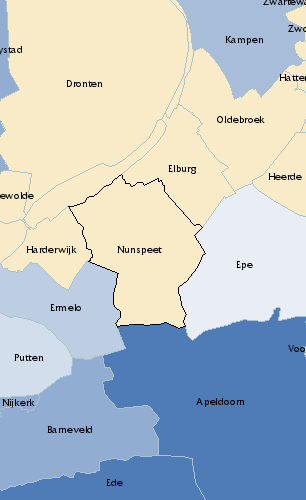 Zwartewa
Zwo
Kampen
ystad
Hatten
Dronten
Oldebroek
Elburg
Heerde
ewolde
Harderwijk
Nunspeet
Epe
Ermelo
Voo
Putten
Nijkerk
Apeldoorn
Barneveld
Ede